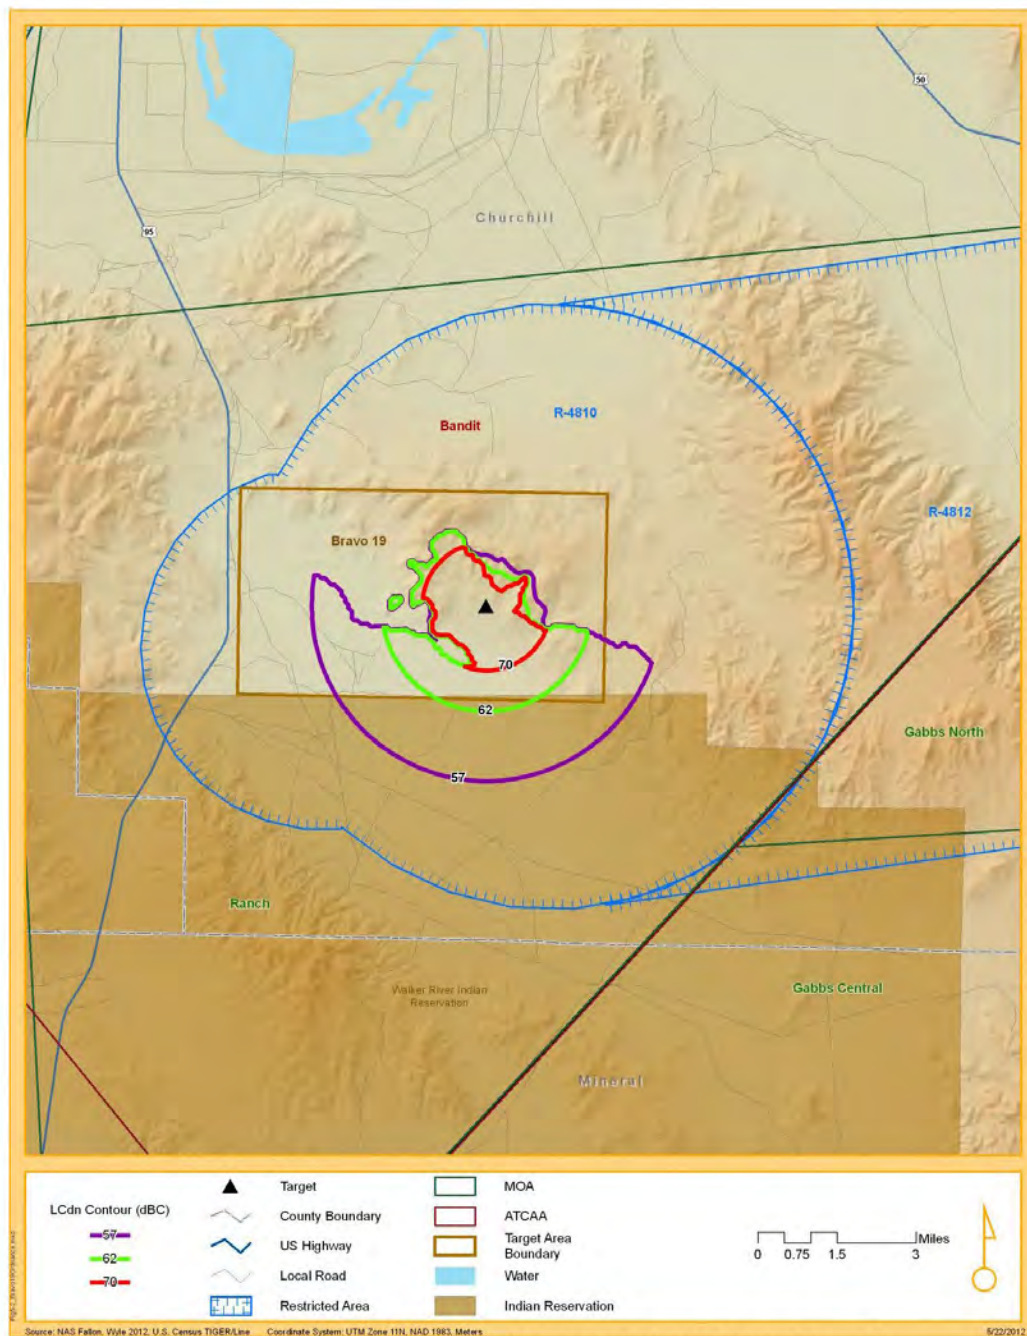 50
95
Churchill
R-4810
Bandit
R-4812
Bravo 19
70
62
Gabbs North
57
Ranch
Walker River Indian
Reservation
Gabbs Central
Mineral
LCdn Contour (dBC)
57
62
70
Target
County Boundary
US Highway
Local Road
Restricted Area
MOA
ATCAA
Target Area
Boundary
Water
Indian Reservation
Miles
0 0.75 1.5 3
Source: NAS Fallon, Wyle 2012, U.S. Census TIGER/Line Coordinate System: UTM Zone 11N, NAD 1983, Meters
5/22/2012